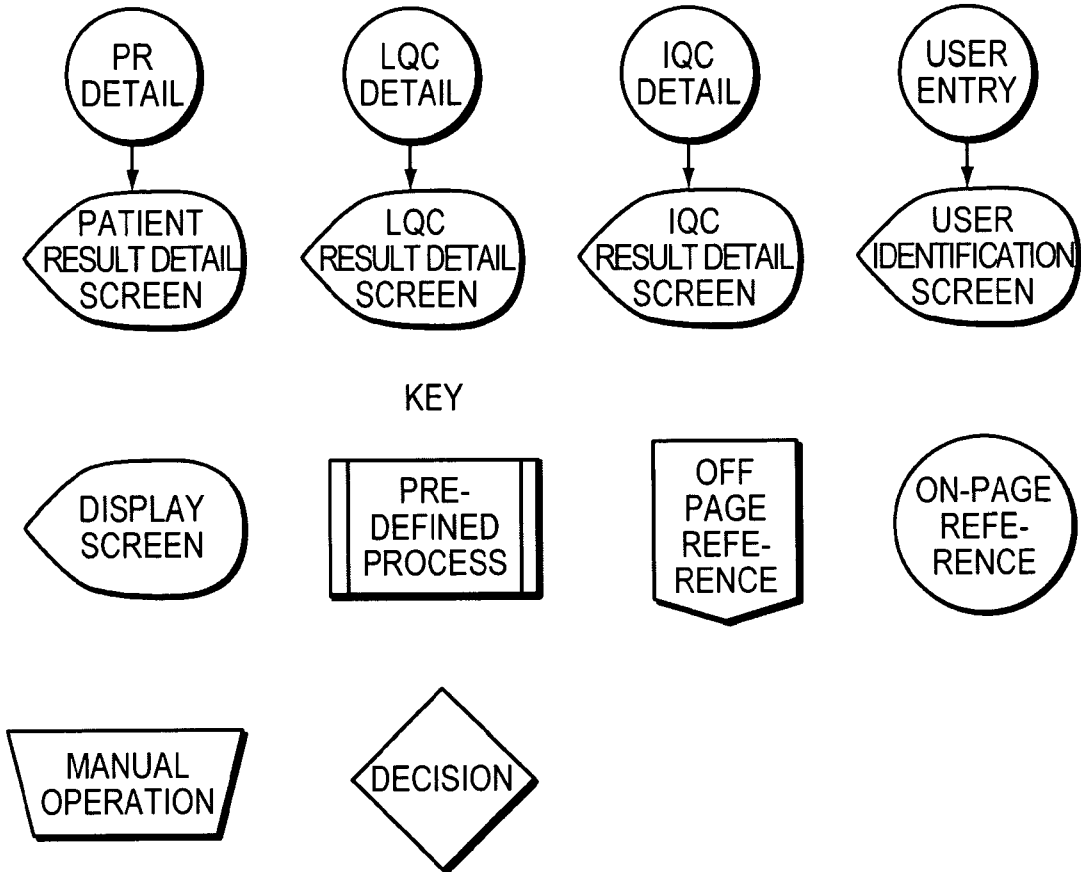 PR
DETAIL
LQC
DETAIL
IQC
DETAIL
USER
ENTRY
PATIENT
RESULT DETAIL
SCREEN
LQC
RESULT DETAIL
SCREEN
IQC
RESULT DETAIL
SCREEN
USER
IDENTIFICATION
SCREEN
KEY
DISPLAY
SCREEN
PRE-
DEFINED
PROCESS
OFF
PAGE
REFE-
RENCE
ON-PAGE
REFE-
RENCE
MANUAL
OPERATION
DECISION